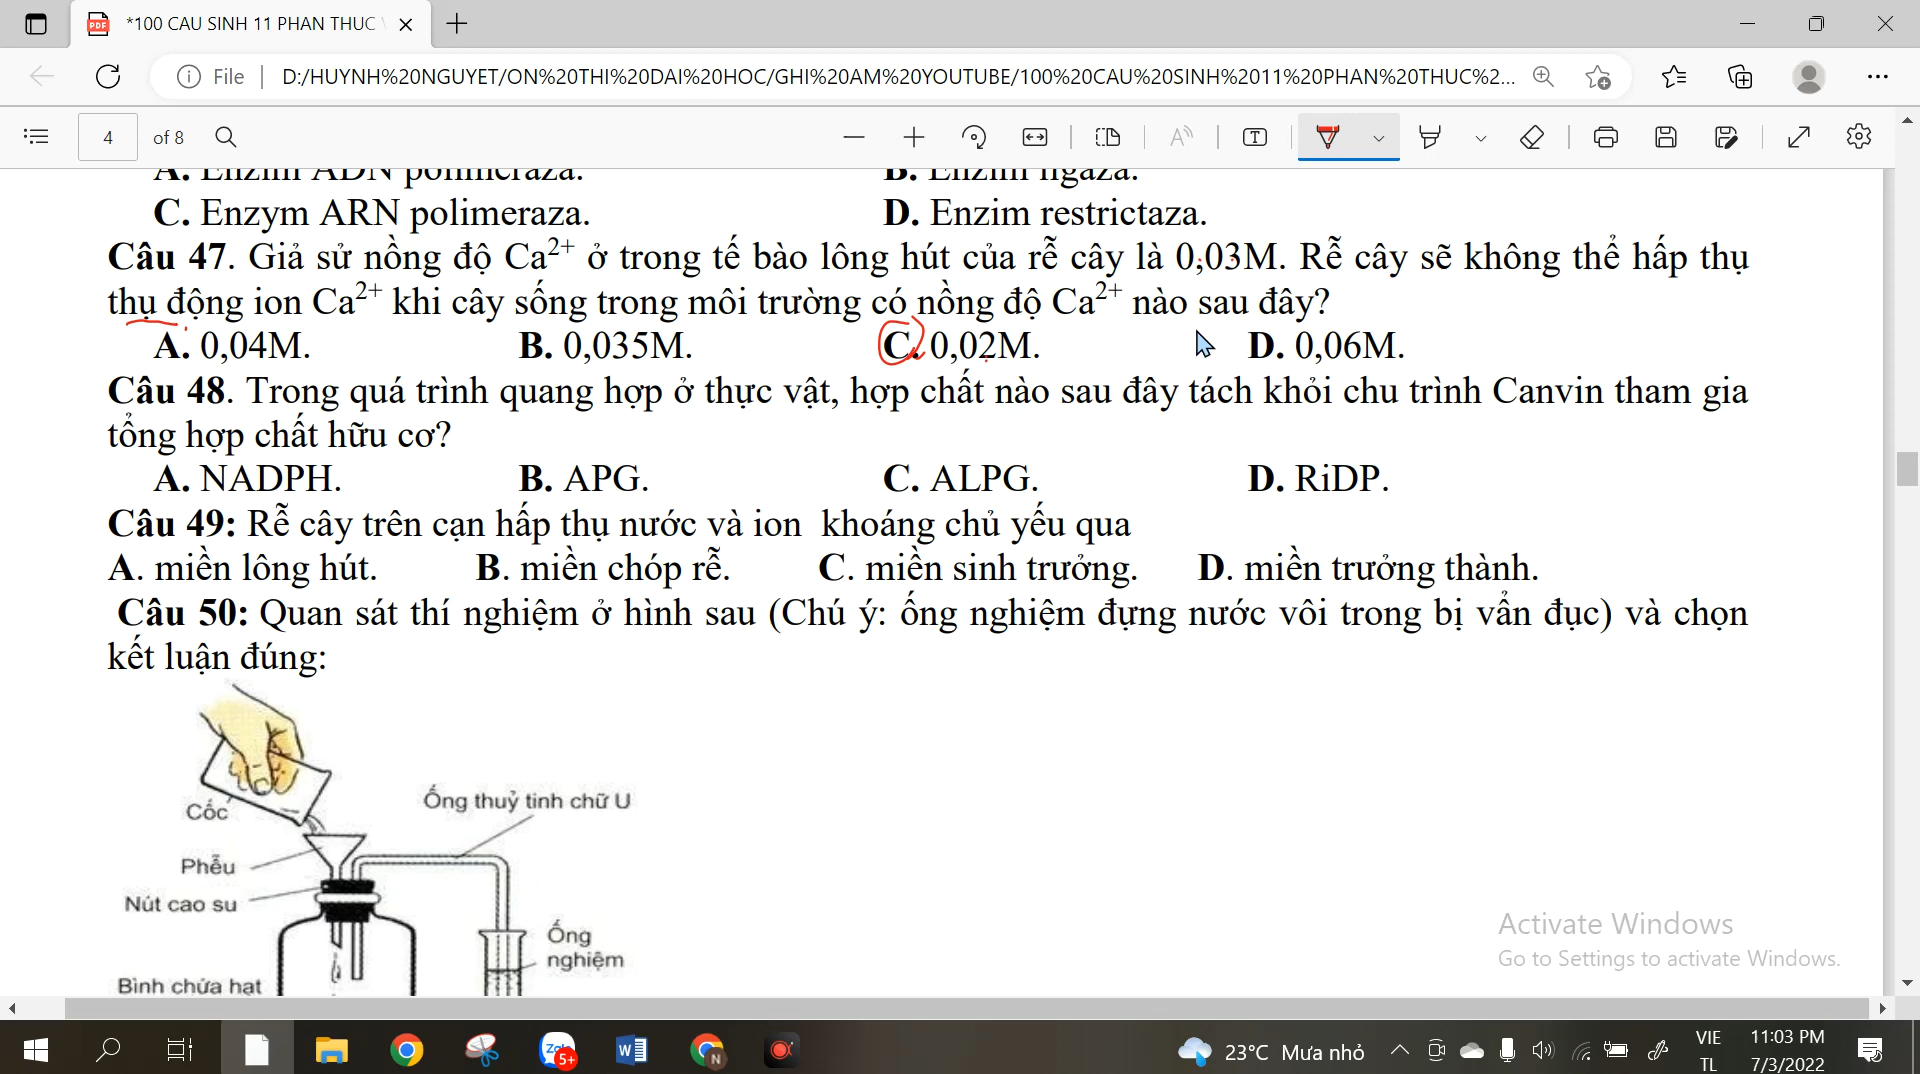 *100 CAU SINH 11 PHAN THUC
File
D:/HUYNH%20NGUYET/ON%20THI%20DAI%20HOC/GHI%20AM%20YOUTUBE/100%20CAU%20SINH%2011%20PHAN%20THUC%2...
4 of 8
A. Enzim ADN polimeraza. B. Enzim ligaza.
C. Enzym ARN polimeraza. D. Enzim restrictaza.
Câu 47. Giả sử nồng độ Ca2+ ở trong tế bào lông hút của rễ cây là 0,03M. Rễ cây sẽ không thể hấp thụ
thụ động ion Ca2+ khi cây sống trong môi trường có nồng độ Ca2+ nào sau đây?
A. 0,04M. B. 0,035M. C. 0,02M. D. 0,06M.
Câu 48. Trong quá trình quang hợp ở thực vật, hợp chất nào sau đây tách khỏi chu trình Canvin tham gia
tổng hợp chất hữu cơ?
A. NADPH. B. APG. C. ALPG. D. RiDP.
Câu 49: Rễ cây trên cạn hấp thụ nước và ion khoáng chủ yếu qua
A. miền lông hút. B. miền chóp rễ. C. miền sinh trưởng. D. miền trưởng thành.
Câu 50: Quan sát thí nghiệm ở hình sau (Chú ý: ống nghiệm đựng nước vôi trong bị vẩn đục) và chọn
kết luận đúng:
Cốc
Ống thuỷ tinh chữ U
Phễu
Nút cao su
Ống
nghiệm
Bình chứa hạt
Activate Windows
Go to Settings to activate Windows.
Zalo
5+
N
23°C Mưa nhỏ
VIE
TL
11:03 PM
7/3/2022